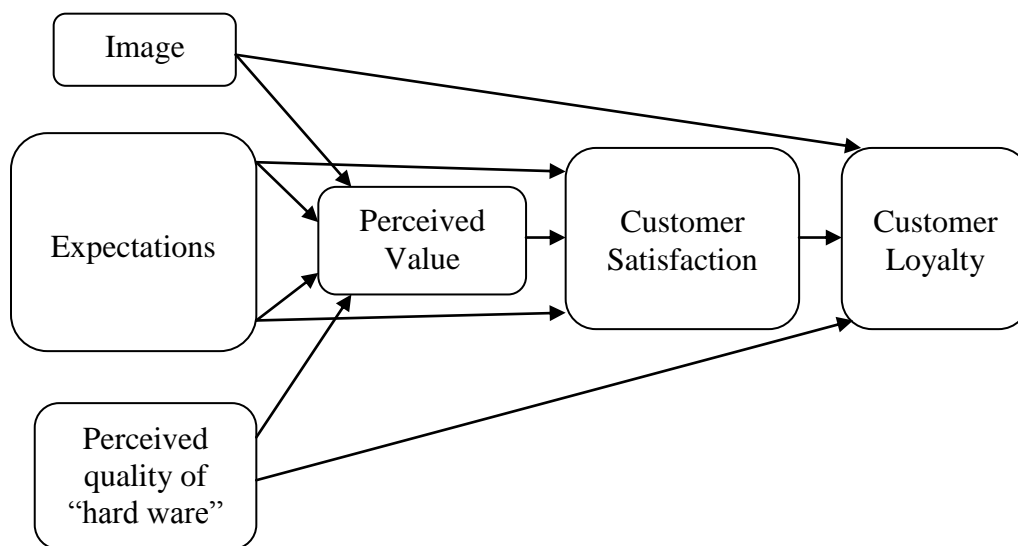 Image
Expectations
Perceived
Value
Customer
Satisfaction
Customer
Loyalty
Perceived
quality of
“hard ware”